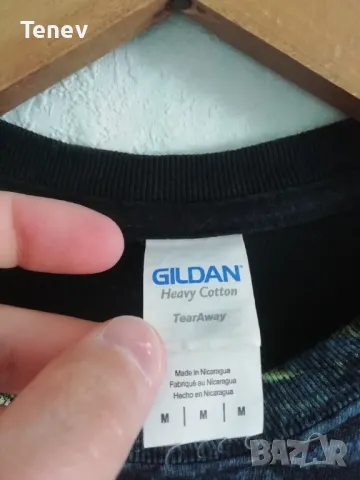 Tenev
GILDAN
Heavy Cotton
TearAway
Made in Nicaragua
Fabriqué au Nicaragua
Hecho en Nicaragua
M | M | M
BAZAR